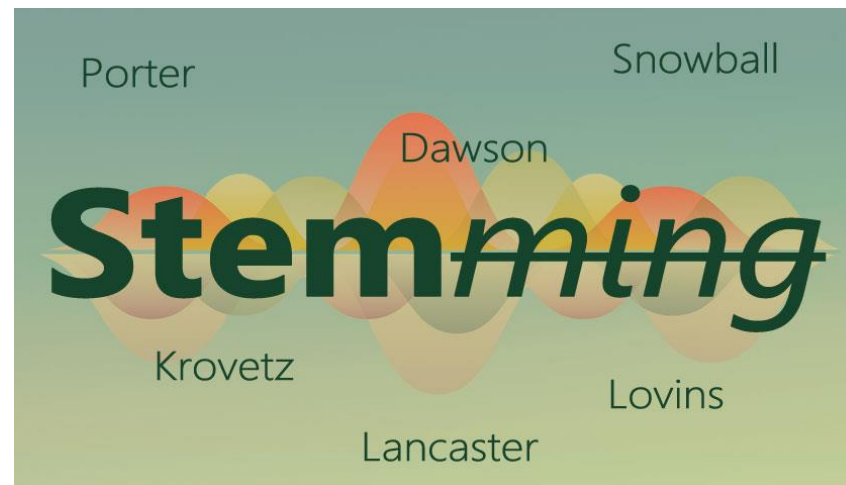 Porter
Snowball
Dawson
Stemming
Krovetz
Lovins
Lancaster